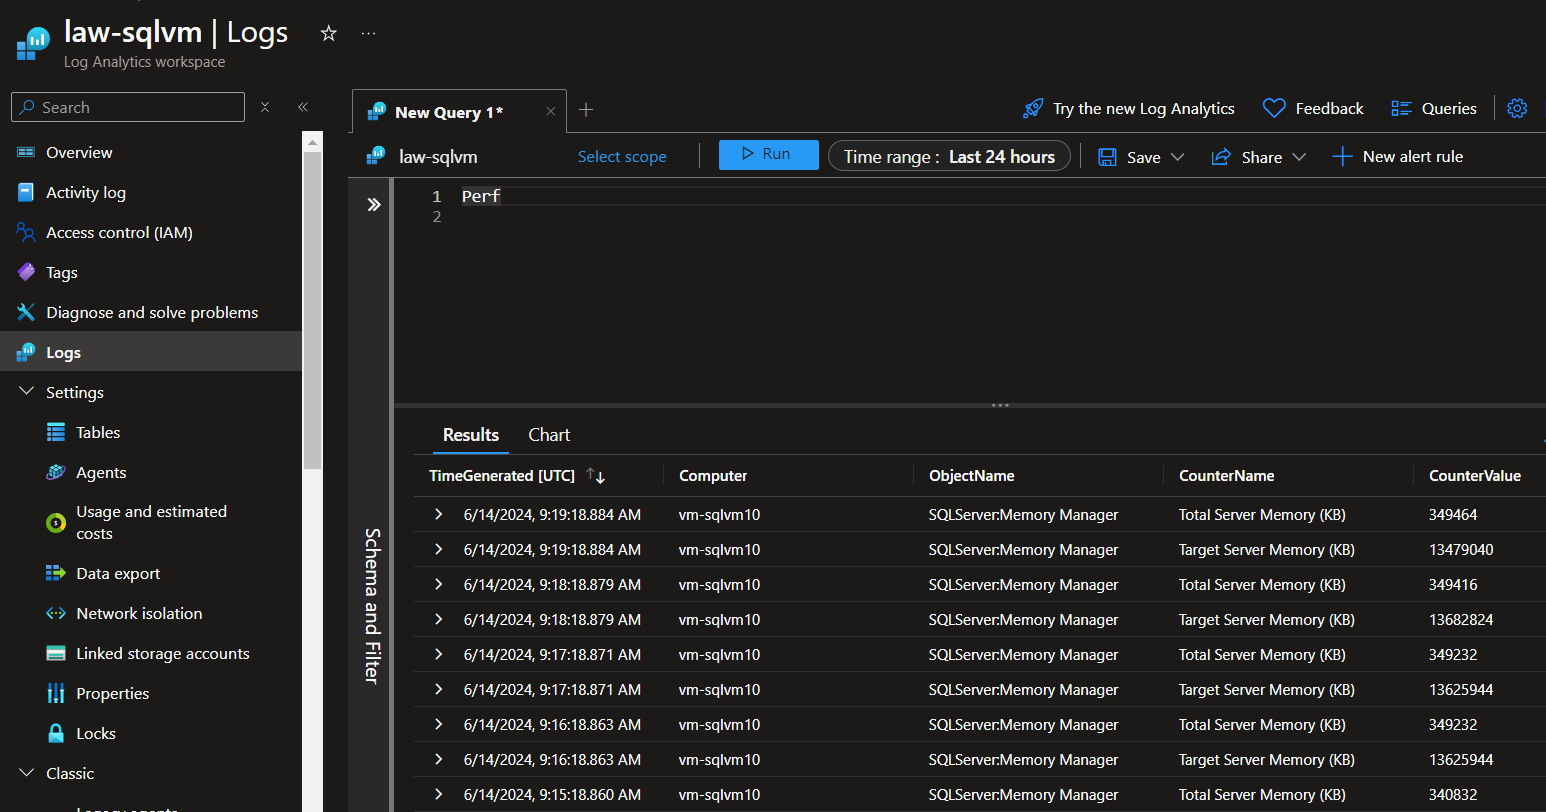 law-sqlvm | Logs
Log Analytics workspace
Search
Overview
Activity log
Access control (IAM)
Tags
Diagnose and solve problems
Logs
Settings
Tables
Agents
Usage and estimated
costs
Data export
Network isolation
Linked storage accounts
Properties
Locks
Classic
New Query 1*
Try the new Log Analytics
Feedback
Queries
law-sqlvm
Select scope
Run
Time range : Last 24 hours
Save
Share
New alert rule
1 Perf
2
Schema and Filter
Results Chart
TimeGenerated [UTC] Computer ObjectName CounterName CounterValue
6/14/2024, 9:19:18.884 AM vm-sqlvm10 SQLServer:Memory Manager Total Server Memory (KB) 349464
6/14/2024, 9:19:18.884 AM vm-sqlvm10 SQLServer:Memory Manager Target Server Memory (KB) 13479040
6/14/2024, 9:18:18.879 AM vm-sqlvm10 SQLServer:Memory Manager Total Server Memory (KB) 349416
6/14/2024, 9:18:18.879 AM vm-sqlvm10 SQLServer:Memory Manager Target Server Memory (KB) 13682824
6/14/2024, 9:17:18.871 AM vm-sqlvm10 SQLServer:Memory Manager Total Server Memory (KB) 349232
6/14/2024, 9:17:18.871 AM vm-sqlvm10 SQLServer:Memory Manager Target Server Memory (KB) 13625944
6/14/2024, 9:16:18.863 AM vm-sqlvm10 SQLServer:Memory Manager Total Server Memory (KB) 349232
6/14/2024, 9:16:18.863 AM vm-sqlvm10 SQLServer:Memory Manager Target Server Memory (KB) 13625944
6/14/2024, 9:15:18.860 AM vm-sqlvm10 SQLServer:Memory Manager Total Server Memory (KB) 340832